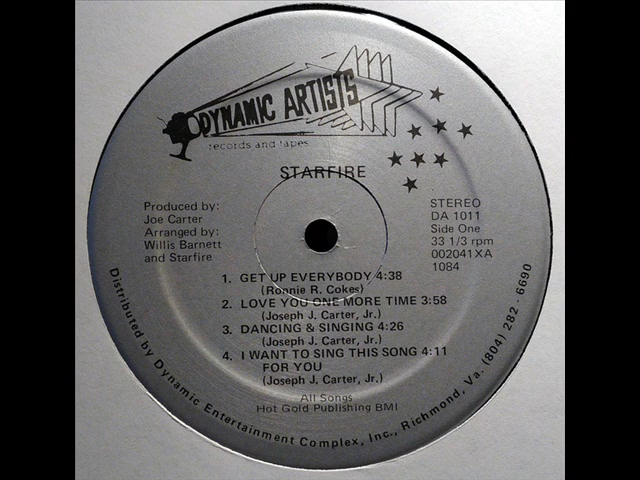 DYNAMIC ARTISTS
records and tapes
STARFIRE
Produced by:
Joe Carter
Arranged by:
Willis Barnett
and Starfire
STEREO
DA 1011
Side One
33 1/3 rpm
002041XA
1084
1. GET UP EVERYBODY 4:38
(Ronnie R. Cokes)
2. LOVE YOU ONE MORE TIME 3:58
(Joseph J. Carter, Jr.)
3. DANCING & SINGING 4:26
(Joseph J. Carter, Jr.)
4. I WANT TO SING THIS SONG 4:11
FOR YOU
(Joseph J. Carter, Jr.)
All Songs
Hot Gold Publishing BMI
Distributed by Dynamic Entertainment Complex, Inc., Richmond, Va. (804) 282-6690